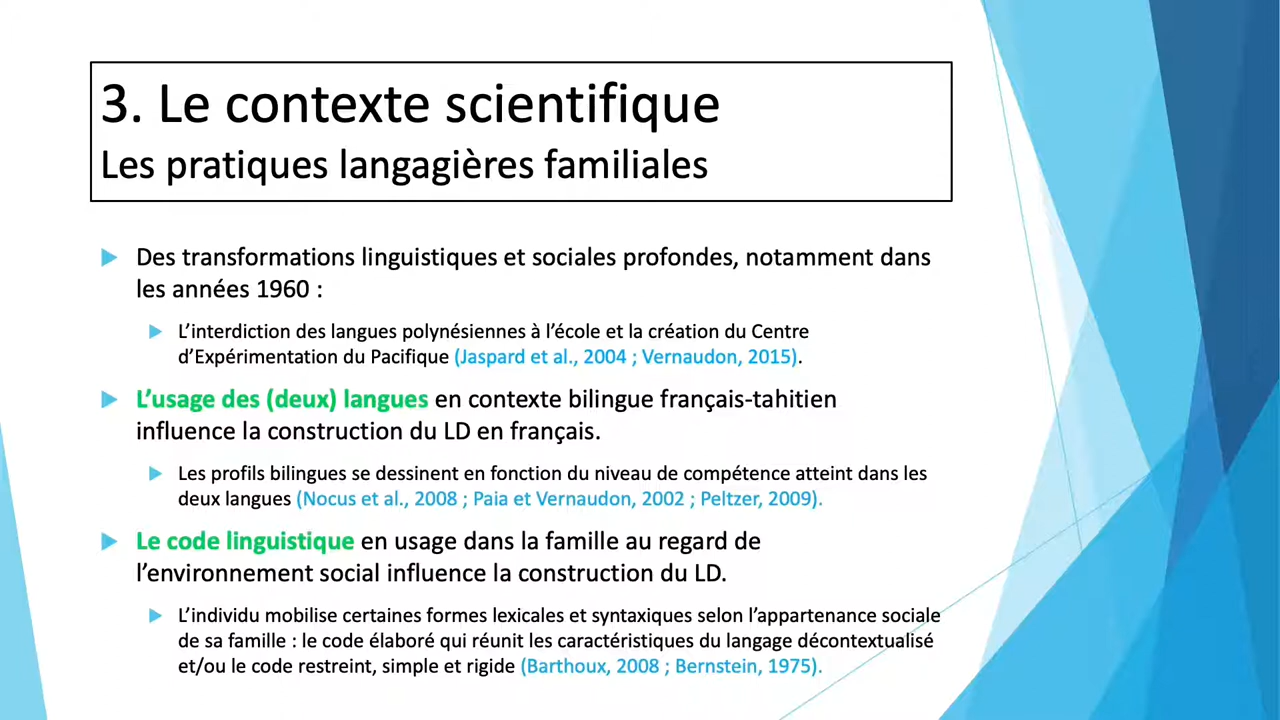 3. Le contexte scientifique
Les pratiques langagières familiales
Des transformations linguistiques et sociales profondes, notamment dans
les années 1960 :
L’interdiction des langues polynésiennes à l’école et la création du Centre
d’Expérimentation du Pacifique (Jaspard et al., 2004 ; Vernaudon, 2015).
L’usage des (deux) langues en contexte bilingue français-tahitien
influence la construction du LD en français.
Les profils bilingues se dessinent en fonction du niveau de compétence atteint dans les
deux langues (Nocus et al., 2008 ; Paia et Vernaudon, 2002 ; Peltzer, 2009).
Le code linguistique en usage dans la famille au regard de
l’environnement social influence la construction du LD.
L’individu mobilise certaines formes lexicales et syntaxiques selon l’appartenance sociale
de sa famille : le code élaboré qui réunit les caractéristiques du langage décontextualisé
et/ou le code restreint, simple et rigide (Barthoux, 2008 ; Bernstein, 1975).